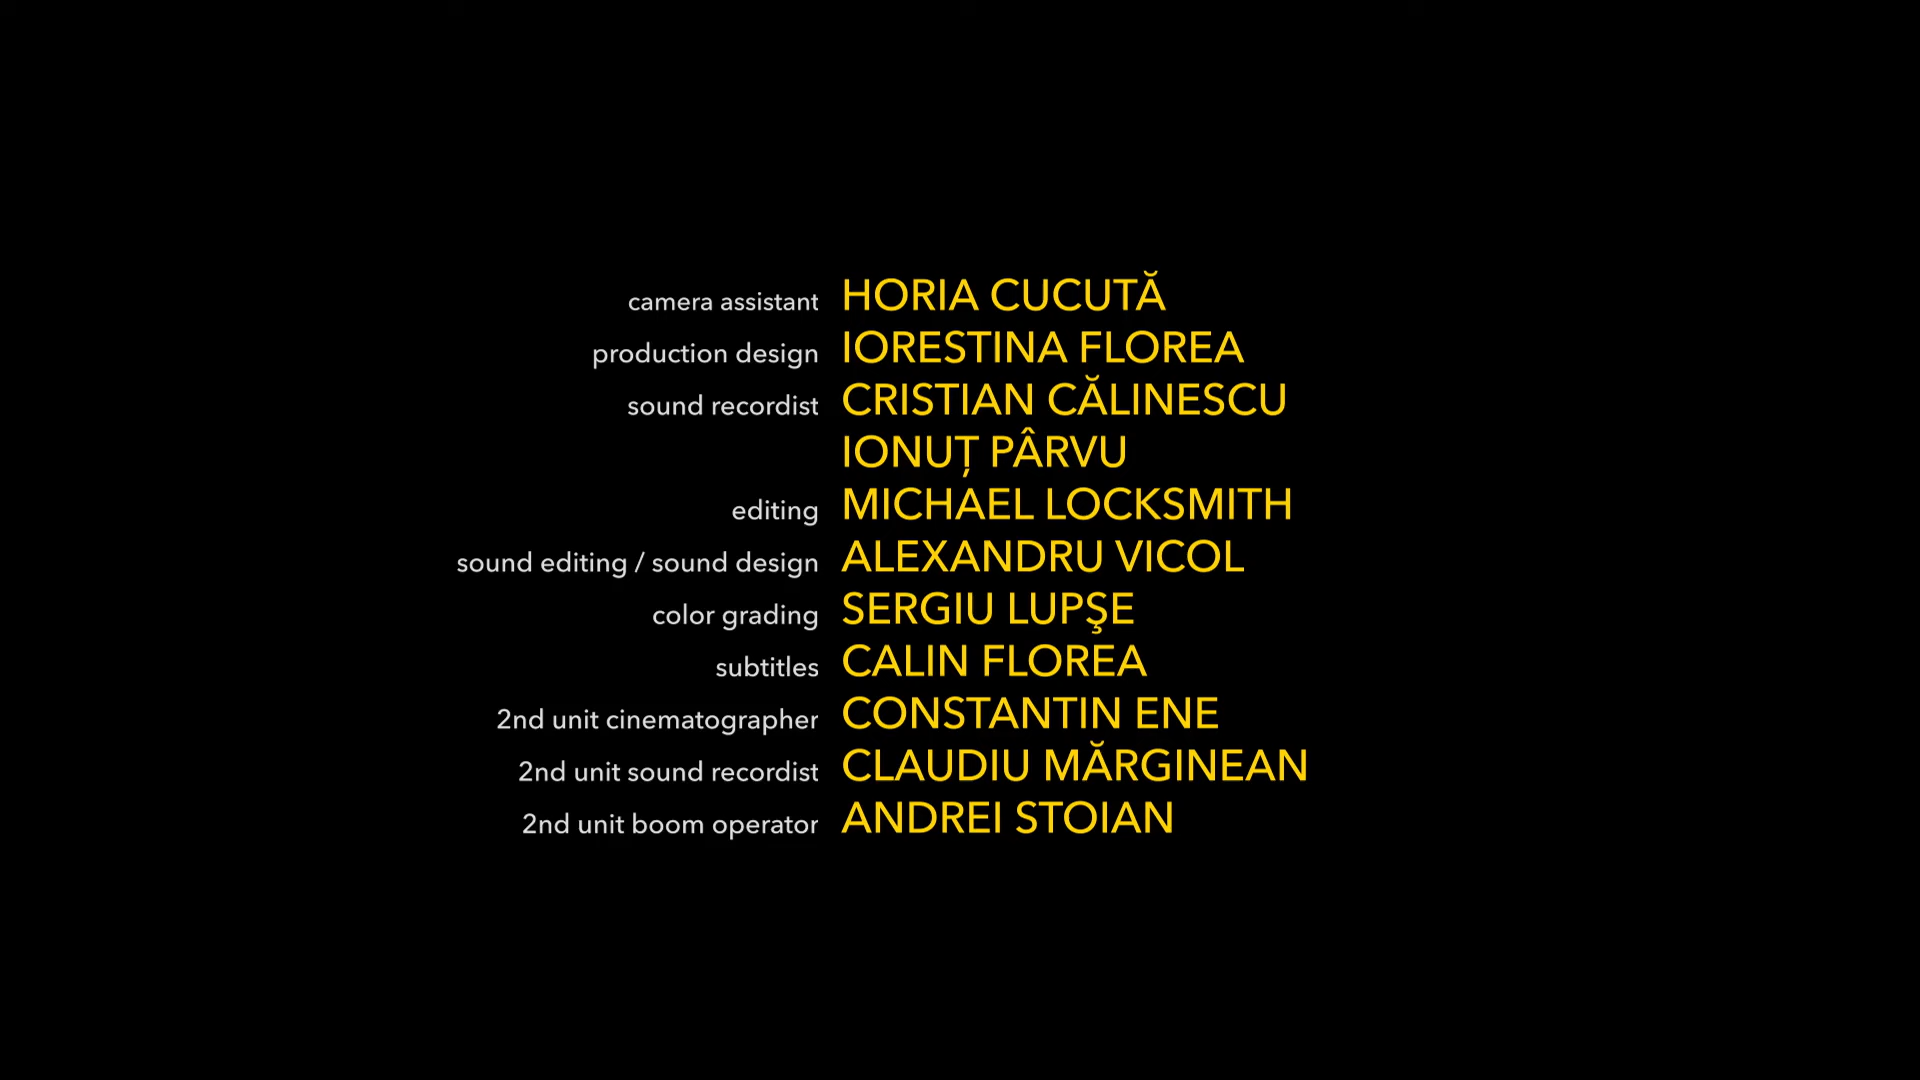 camera assistant HORIA CUCUTĂ
production design IORESTINA FLOREA
sound recordist CRISTIAN CĂLINESCU
IONUȚ PÂRVU
editing MICHAEL LOCKSMITH
sound editing / sound design ALEXANDRU VICOL
color grading SERGIU LUPŞE
subtitles CALIN FLOREA
2nd unit cinematographer CONSTANTIN ENE
2nd unit sound recordist CLAUDIU MĂRGINEAN
2nd unit boom operator ANDREI STOIAN